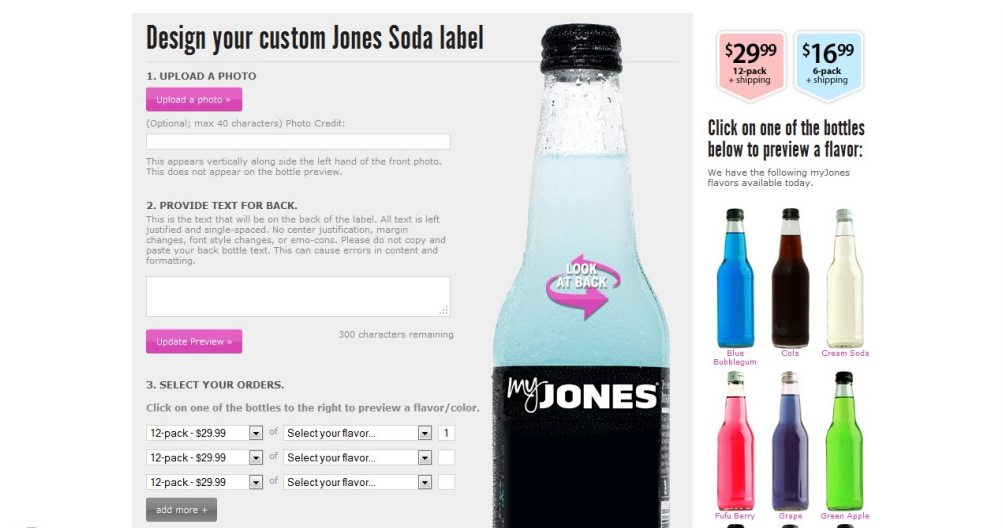 Design your custom Jones Soda label
1. UPLOAD A PHOTO
Upload a photo »
(Optional; max 40 characters) Photo Credit:
This appears vertically along side the left hand of the front photo.
This does not appear on the bottle preview.
2. PROVIDE TEXT FOR BACK.
This is the text that will be on the back of the label. All text is left
justified and single-spaced. No center justification, margin
changes, font style changes, or emo-cons. Please do not copy and
paste your back bottle text. This can cause errors in content and
formatting.
300 characters remaining
Update Preview »
3. SELECT YOUR ORDERS.
Click on one of the bottles to the right to preview a flavor/color.
12-pack - $29.99 of Select your flavor... 1
12-pack - $29.99 of Select your flavor...
12-pack - $29.99 of Select your flavor...
add more +
LOOK
AT BACK
my JONES
$29.99
12-pack
+ shipping
$16.99
6-pack
+ shipping
Click on one of the bottles
below to preview a flavor:
We have the following myJones
flavors available today.
Blue
Bubblegum
Cola
Cream Soda
Fufu Berry
Grape
Green Apple